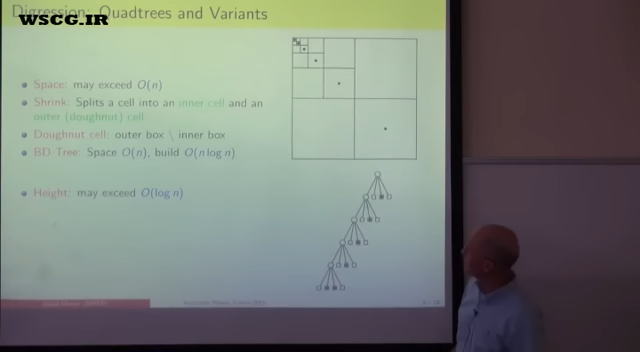 Digression: Quadtrees and Variants
WSCG.IR
Space: may exceed O(n)
Shrink: Splits a cell into an inner cell and an
outer (doughnut) cell
Doughnut cell: outer box \ inner box
BD Tree: Space O(n), build O(n log n)
Height: may exceed O(log n)